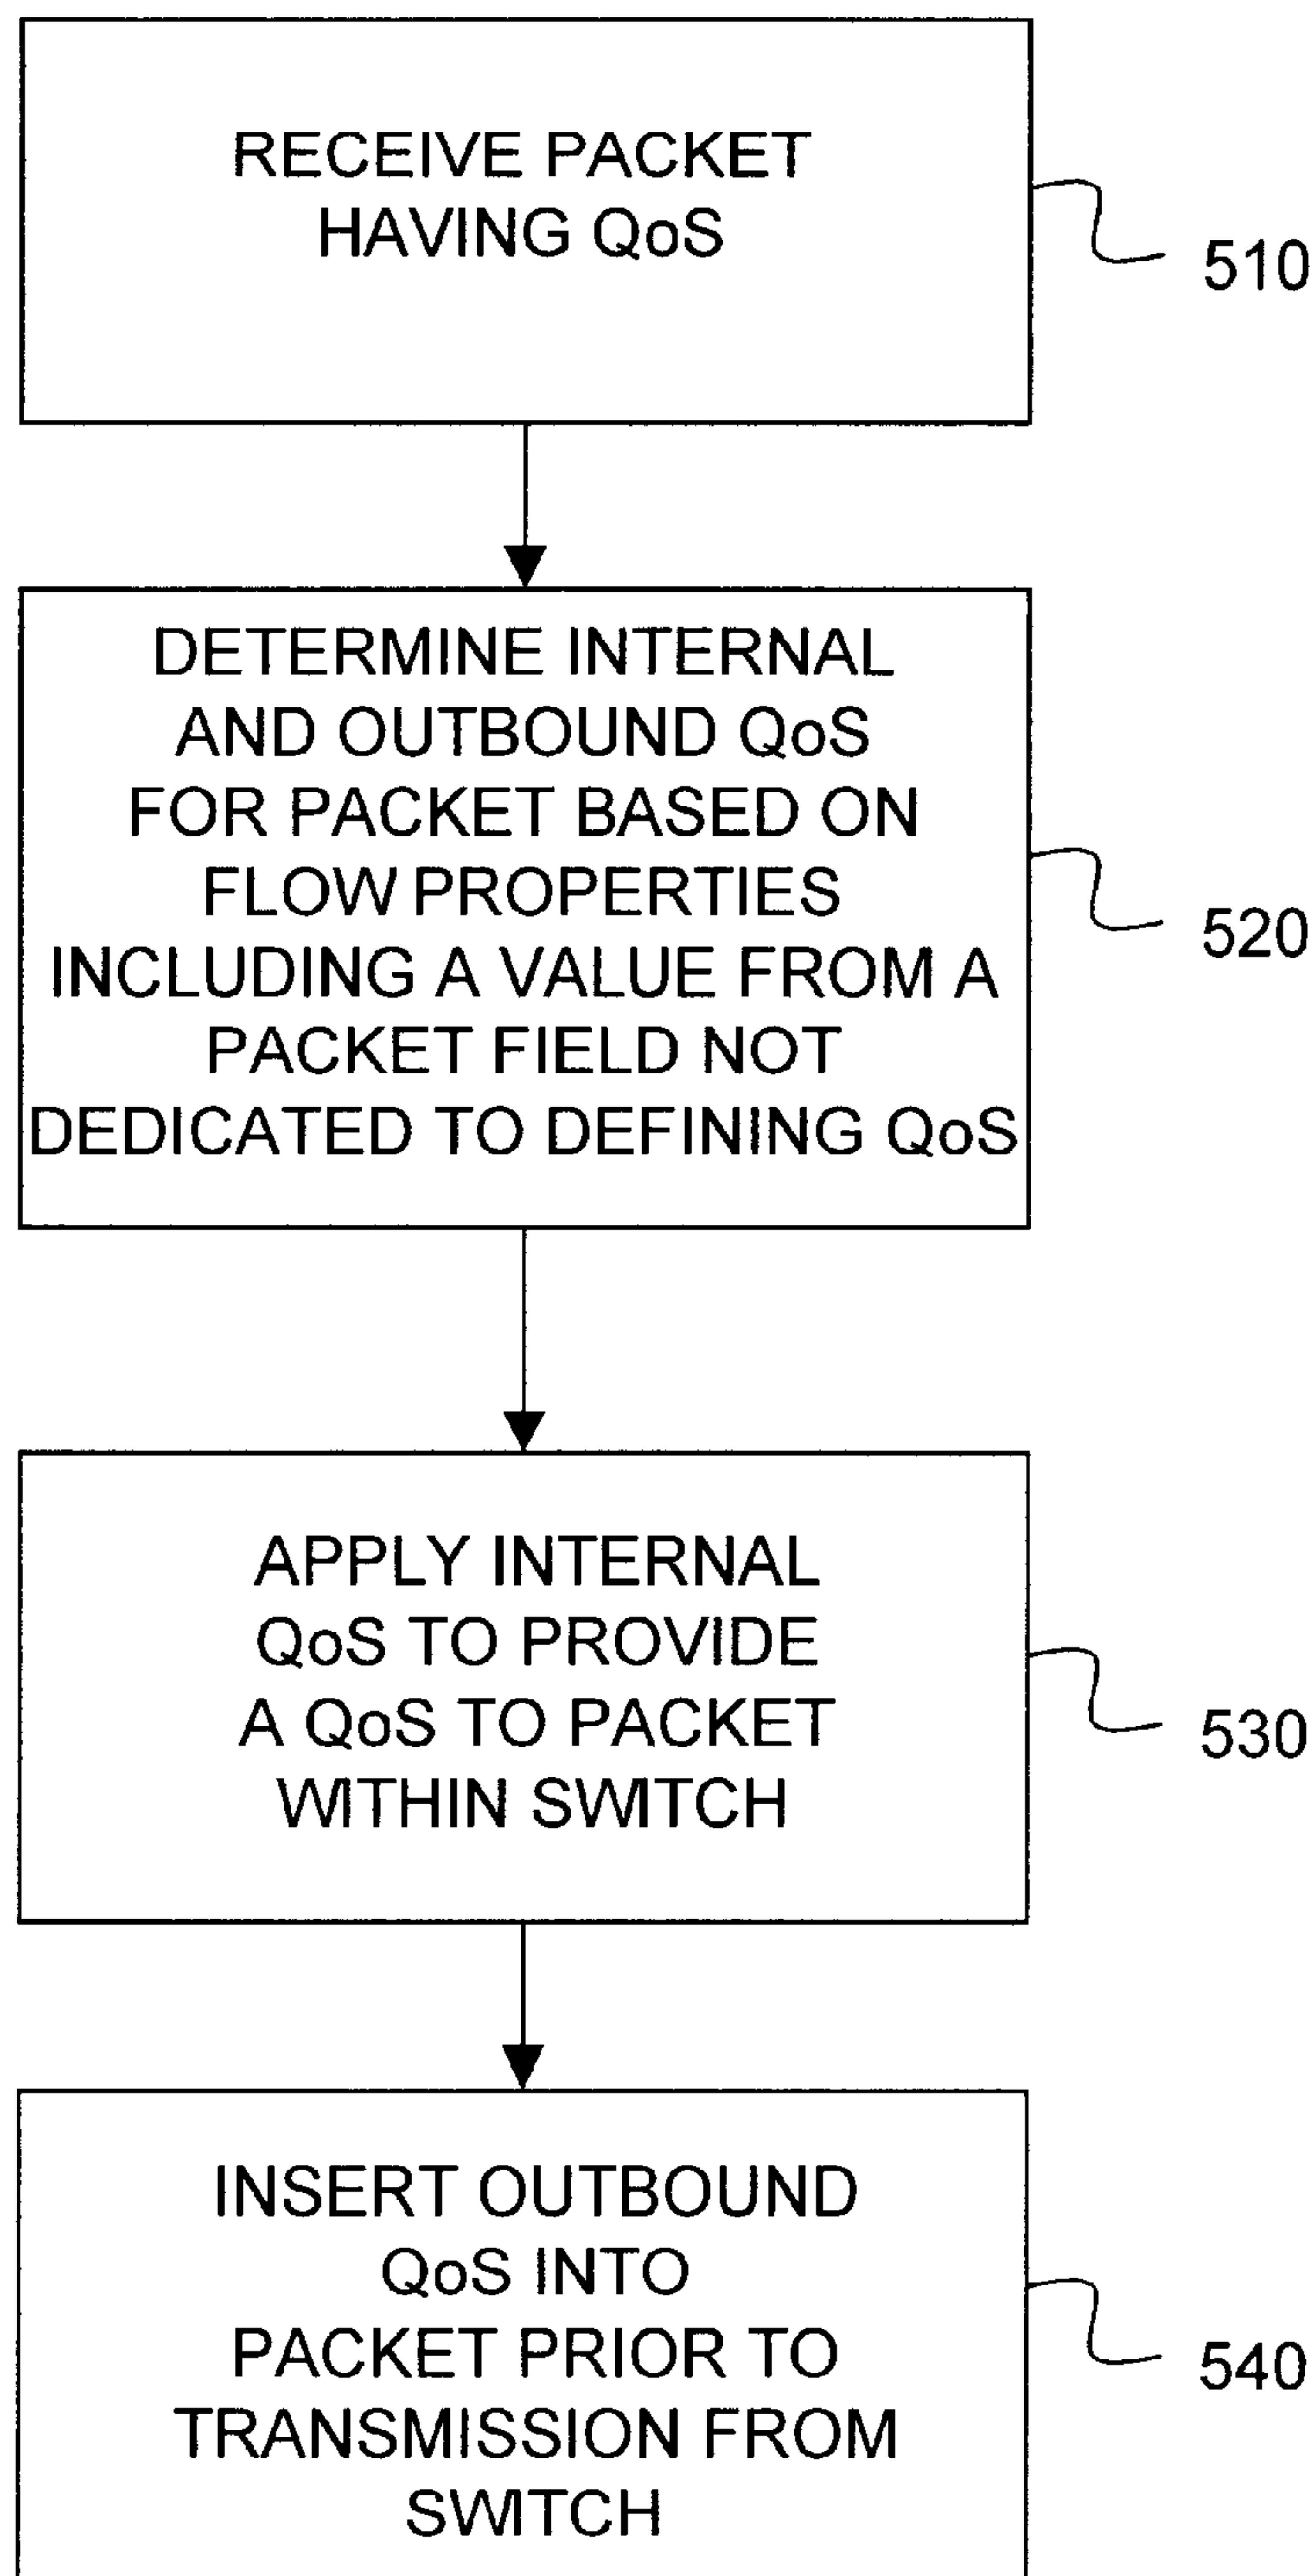 RECEIVE PACKET
HAVING QoS
510
DETERMINE INTERNAL
AND OUTBOUND QoS
FOR PACKET BASED ON
FLOW PROPERTIES
INCLUDING A VALUE FROM A
PACKET FIELD NOT
DEDICATED TO DEFINING QoS
520
APPLY INTERNAL
QoS TO PROVIDE
A QoS TO PACKET
WITHIN SWITCH
530
INSERT OUTBOUND
QoS INTO
PACKET PRIOR TO
TRANSMISSION FROM
SWITCH
540